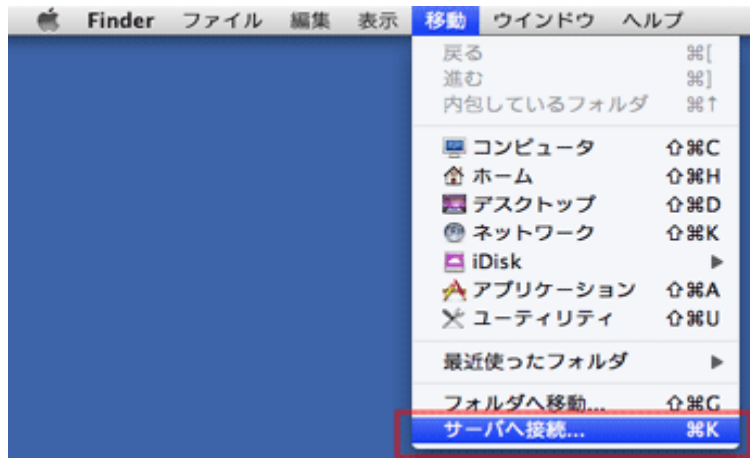 Finder ファイル 編集 表示 移動 ウインドウ ヘルプ
戻る ⌘[
進む ⌘]
内包しているフォルダ ⌘↑
コンピュータ ⇧⌘C
ホーム ⇧⌘H
デスクトップ ⇧⌘D
ネットワーク ⇧⌘K
iDisk ▶
アプリケーション ⇧⌘A
ユーティリティ ⇧⌘U
最近使ったフォルダ ▶
フォルダへ移動... ⇧⌘G
サーバへ接続... ⌘K